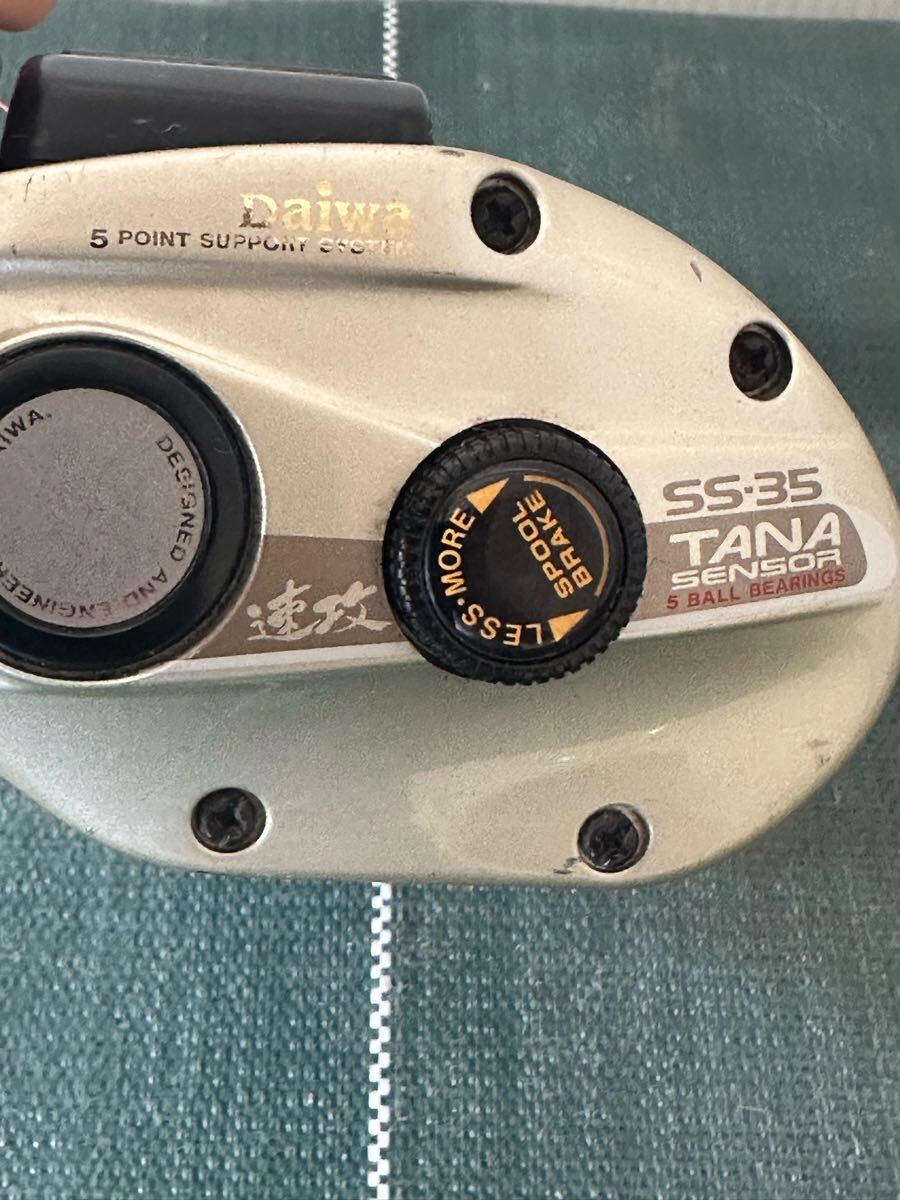 Daiwa
5 POINT SUPPORT SYSTEM
DESIGNED AND ENGINEER
速攻
LESS·MORE
SPOOL
BRAKE
SS·35
TANA
SENSOR
5 BALL BEARINGS